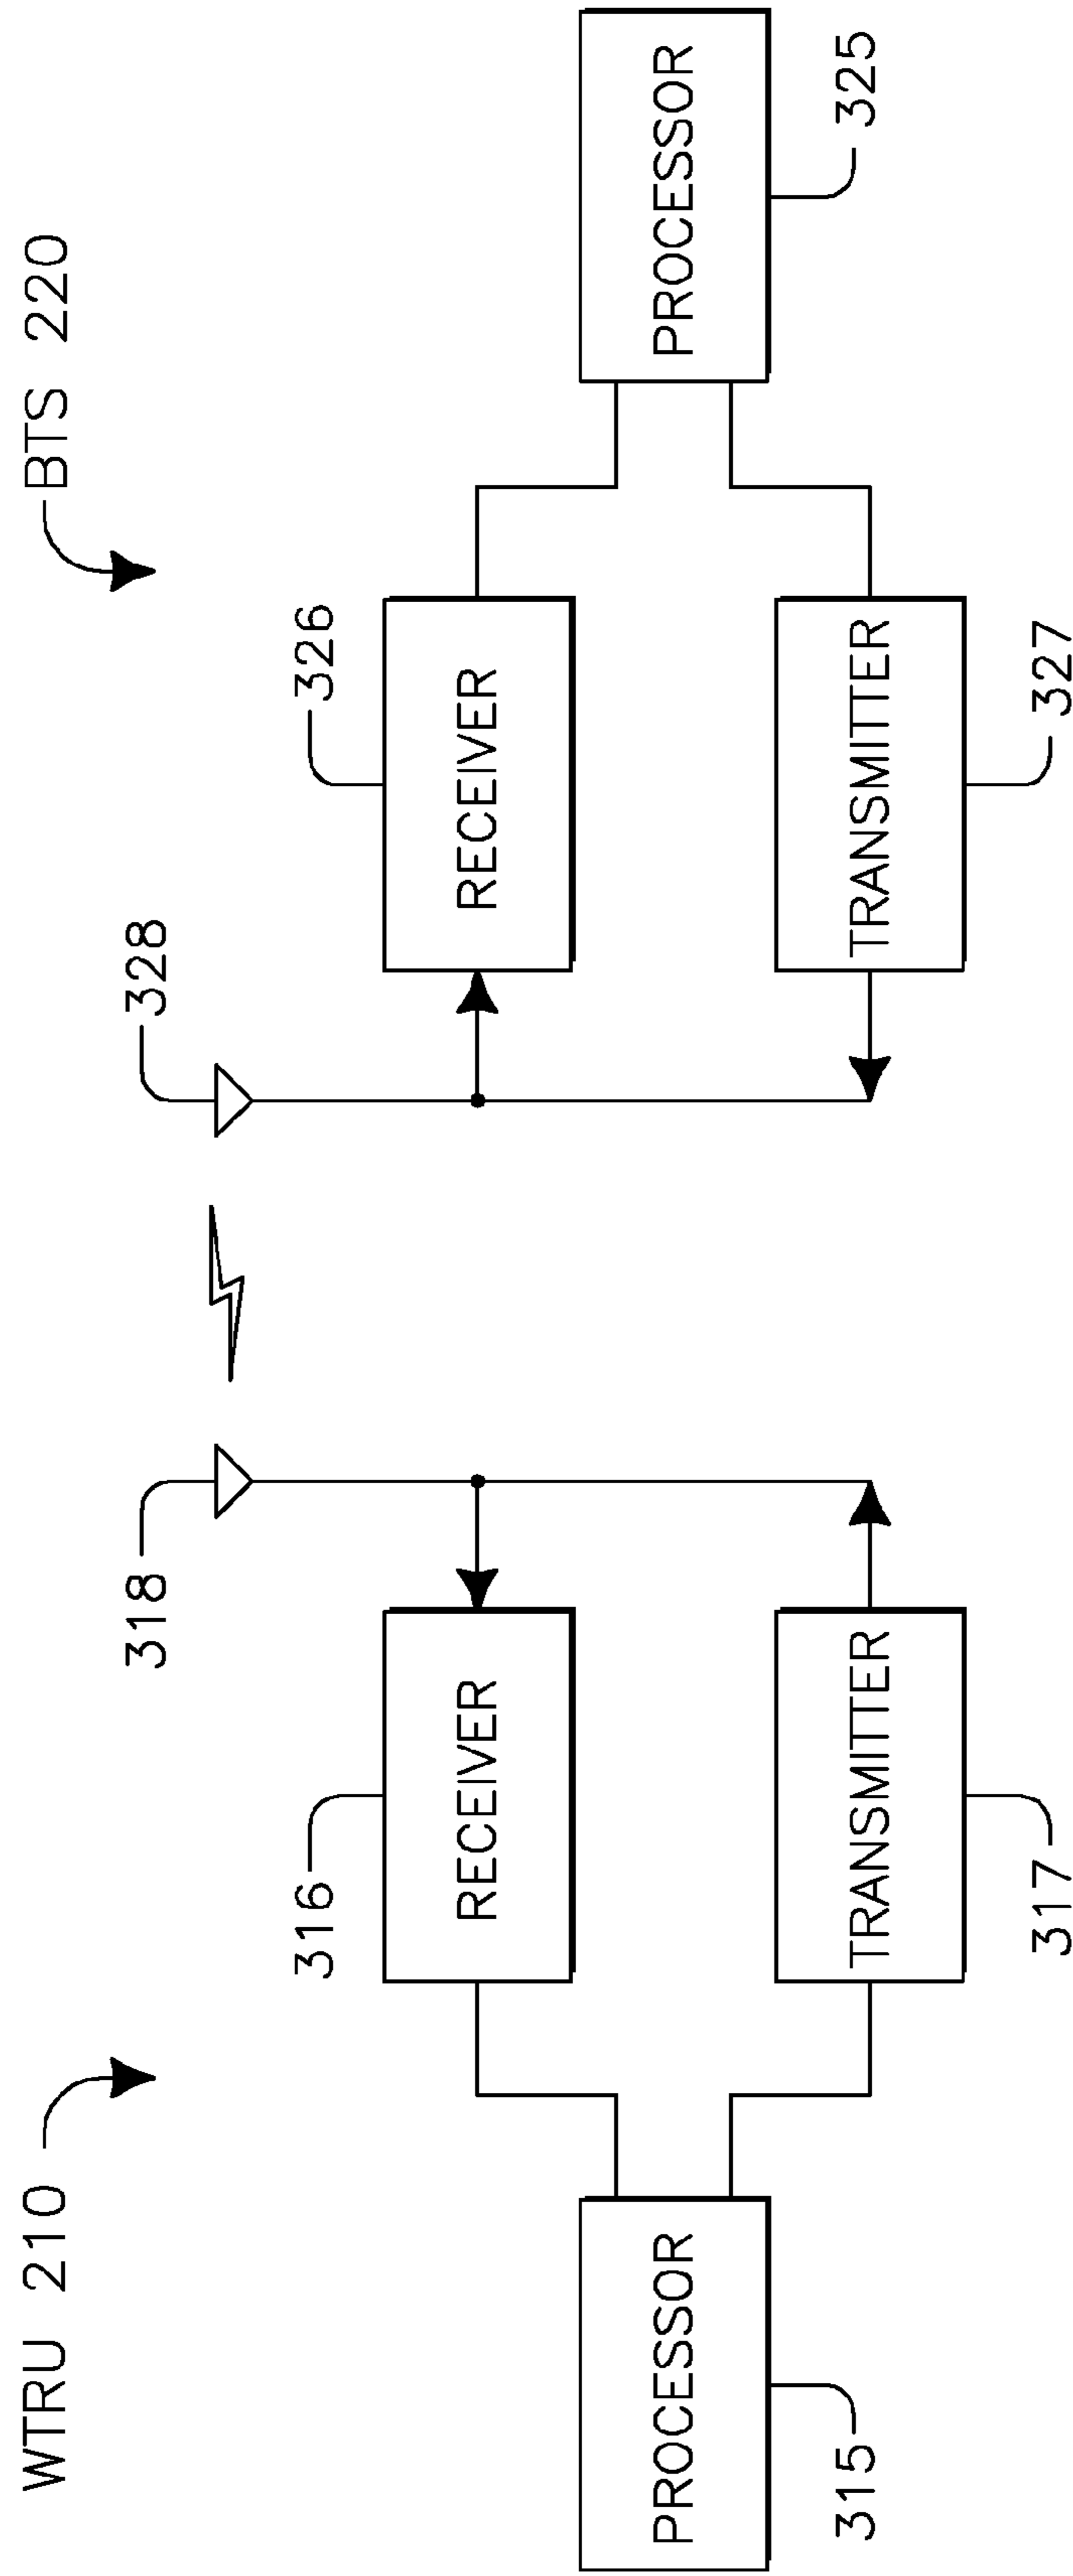 WTRU 210
BTS 220
318
328
316
326
RECEIVER
RECEIVER
PROCESSOR
PROCESSOR
315
325
TRANSMITTER
TRANSMITTER
317
327